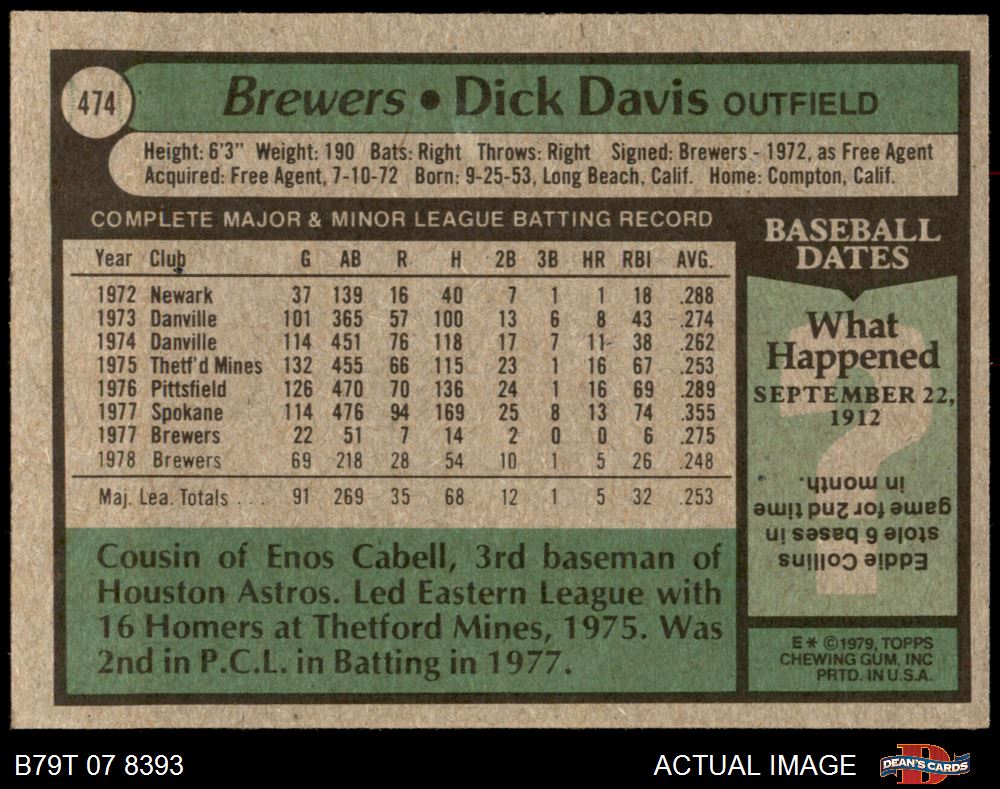 474
Brewers • Dick Davis OUTFIELD
Height: 6'3" Weight: 190 Bats: Right Throws: Right Signed: Brewers - 1972, as Free Agent
Acquired: Free Agent, 7-10-72 Born: 9-25-53, Long Beach, Calif. Home: Compton, Calif.
COMPLETE MAJOR & MINOR LEAGUE BATTING RECORD
Year Club G AB R H 2B 3B HR RBI AVG.
1972 Newark 37 139 16 40 7 1 1 18 .288
1973 Danville 101 365 57 100 13 6 8 43 .274
1974 Danville 114 451 76 118 17 7 11 38 .262
1975 Thetf'd Mines 132 455 66 115 23 1 16 67 .253
1976 Pittsfield 126 470 70 136 24 1 16 69 .289
1977 Spokane 114 476 94 169 25 8 13 74 .355
1977 Brewers 22 51 7 14 2 0 0 6 .275
1978 Brewers 69 218 28 54 10 1 5 26 .248
Maj. Lea. Totals . . . 91 269 35 68 12 1 5 32 .253
Cousin of Enos Cabell, 3rd baseman of
Houston Astros. Led Eastern League with
16 Homers at Thetford Mines, 1975. Was
2nd in P.C.L. in Batting in 1977.
BASEBALL
DATES
What
Happened
SEPTEMBER 22,
1912
?
Eddie Collins
stole 6 bases in
game for 2nd time
in month.
E * © 1979, TOPPS
CHEWING GUM, INC
PRTD. IN U.S.A.
B79T 07 8393
ACTUAL IMAGE
D
DEAN'S CARDS